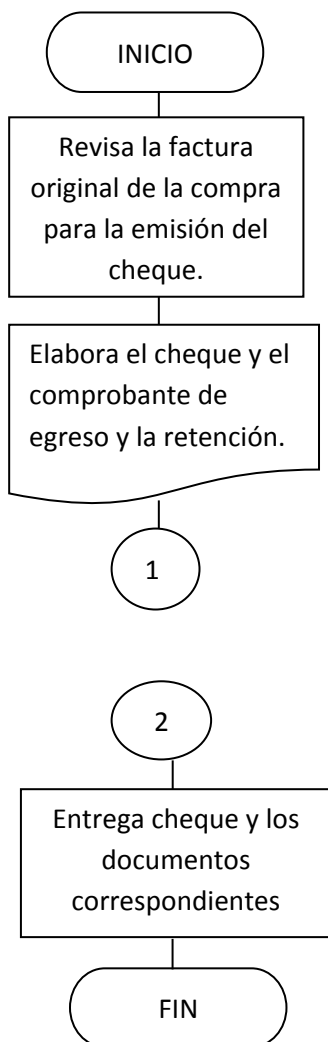 INICIO
Revisa la factura
original de la compra
para la emisión del
cheque.
Elabora el cheque y el
comprobante de
egreso y la retención.
1
2
Entrega cheque y los
documentos
correspondientes
FIN